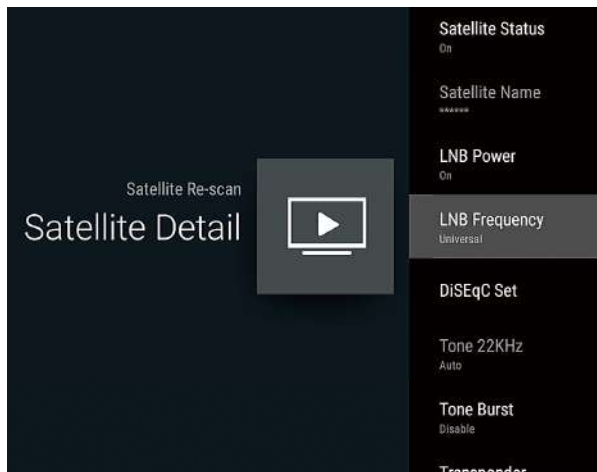 Satellite Re-scan
Satellite Detail
Satellite Status
On
Satellite Name
******
LNB Power
On
LNB Frequency
Universal
DiSEqC Set
Tone 22KHz
Auto
Tone Burst
Disable
Transponder